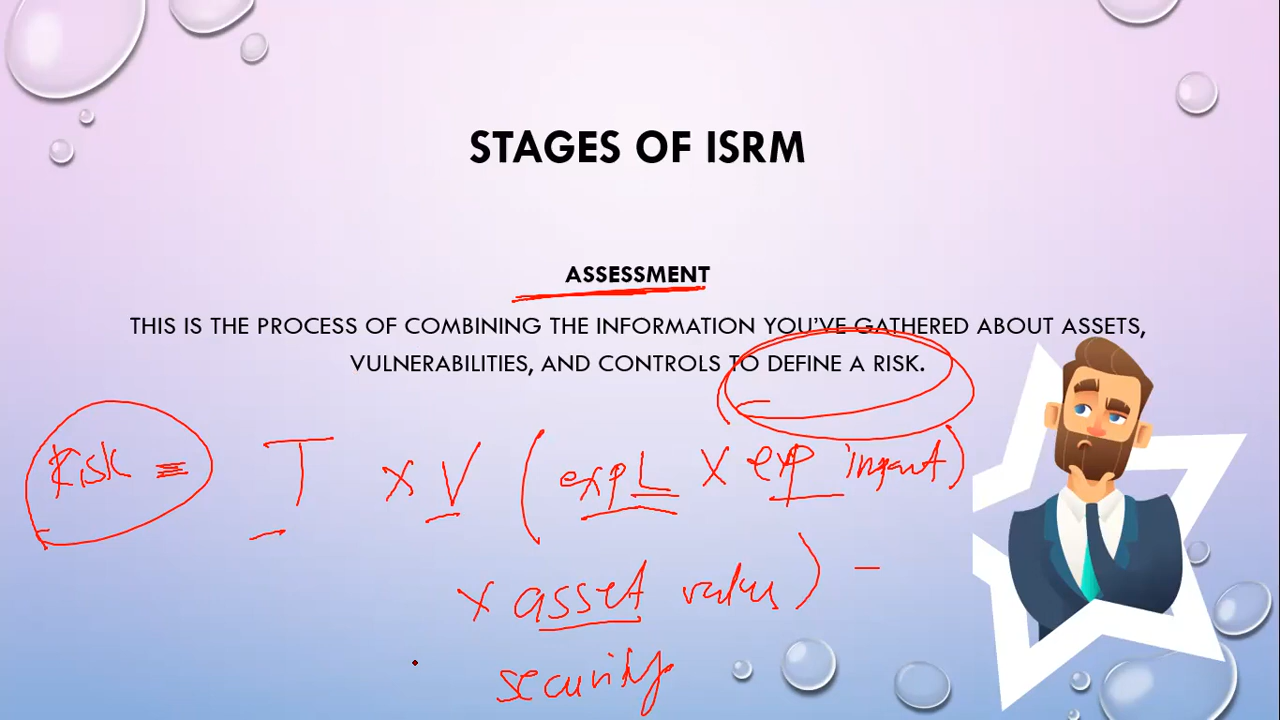 STAGES OF ISRM
ASSESSMENT
THIS IS THE PROCESS OF COMBINING THE INFORMATION YOU'VE GATHERED ABOUT ASSETS,
VULNERABILITIES, AND CONTROLS TO DEFINE A RISK.
Risk = T x V (exp L x exp impact)
x asset value) -
security